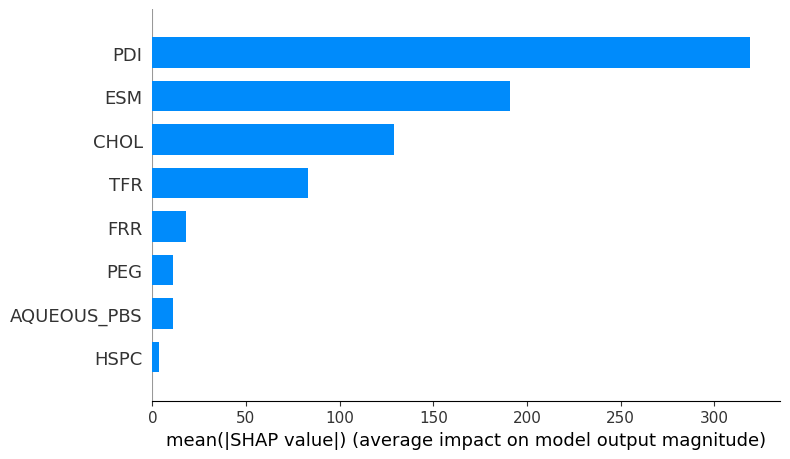 PDI
ESM
CHOL
TFR
FRR
PEG
AQUEOUS_PBS
HSPC
0 50 100 150 200 250 300
mean(|SHAP value|) (average impact on model output magnitude)